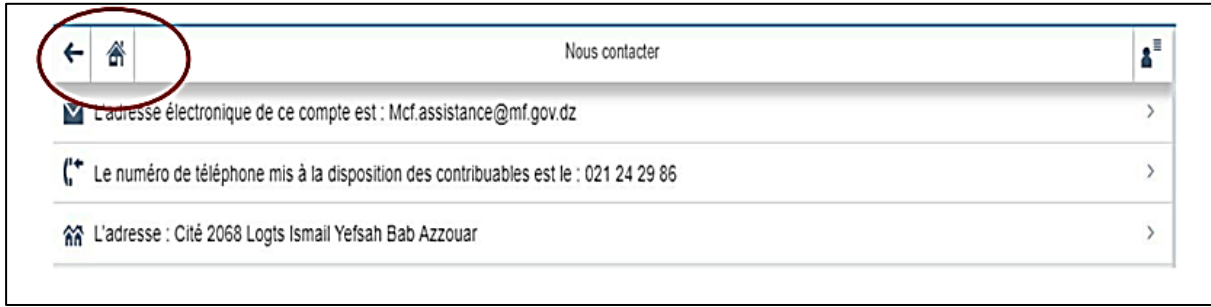 Nous contacter
L'adresse électronique de ce compte est : Mcf.assistance@mf.gov.dz
Le numéro de téléphone mis à la disposition des contribuables est le : 021 24 29 86
L'adresse : Cité 2068 Logts Ismail Yefsah Bab Azzouar